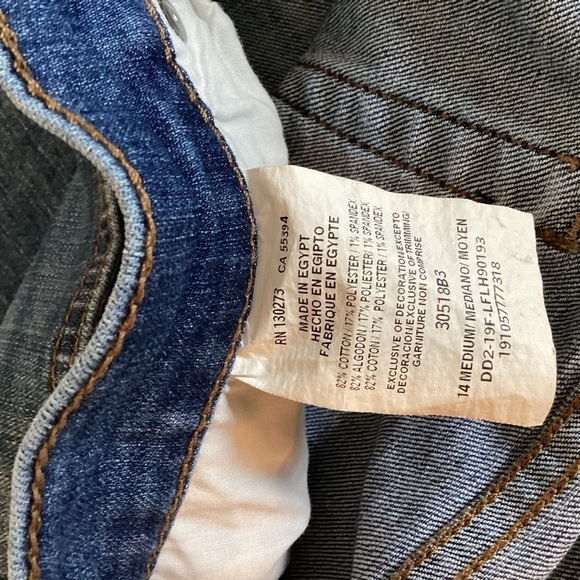 RN 130273 CA 55394
MADE IN EGYPT
HECHO EN EGIPTO
FABRIQUE EN EGYPTE
82% COTTON / 17% POLYESTER / 1% SPANDEX
82% ALGODON / 17% POLIESTER / 1% SPANDEX
82% COTON / 17% POLYESTER / 1% SPANDEX
EXCLUSIVE OF DECORATION/EXCEPTO
DECORACION/EXCLUSIVE OF TRIMMING/
GARNITURE NON COMPRISE
30518B3
14 MEDIUM/ MEDIANO/ MOYEN
DD2-19F-LFLH90193
191057777318